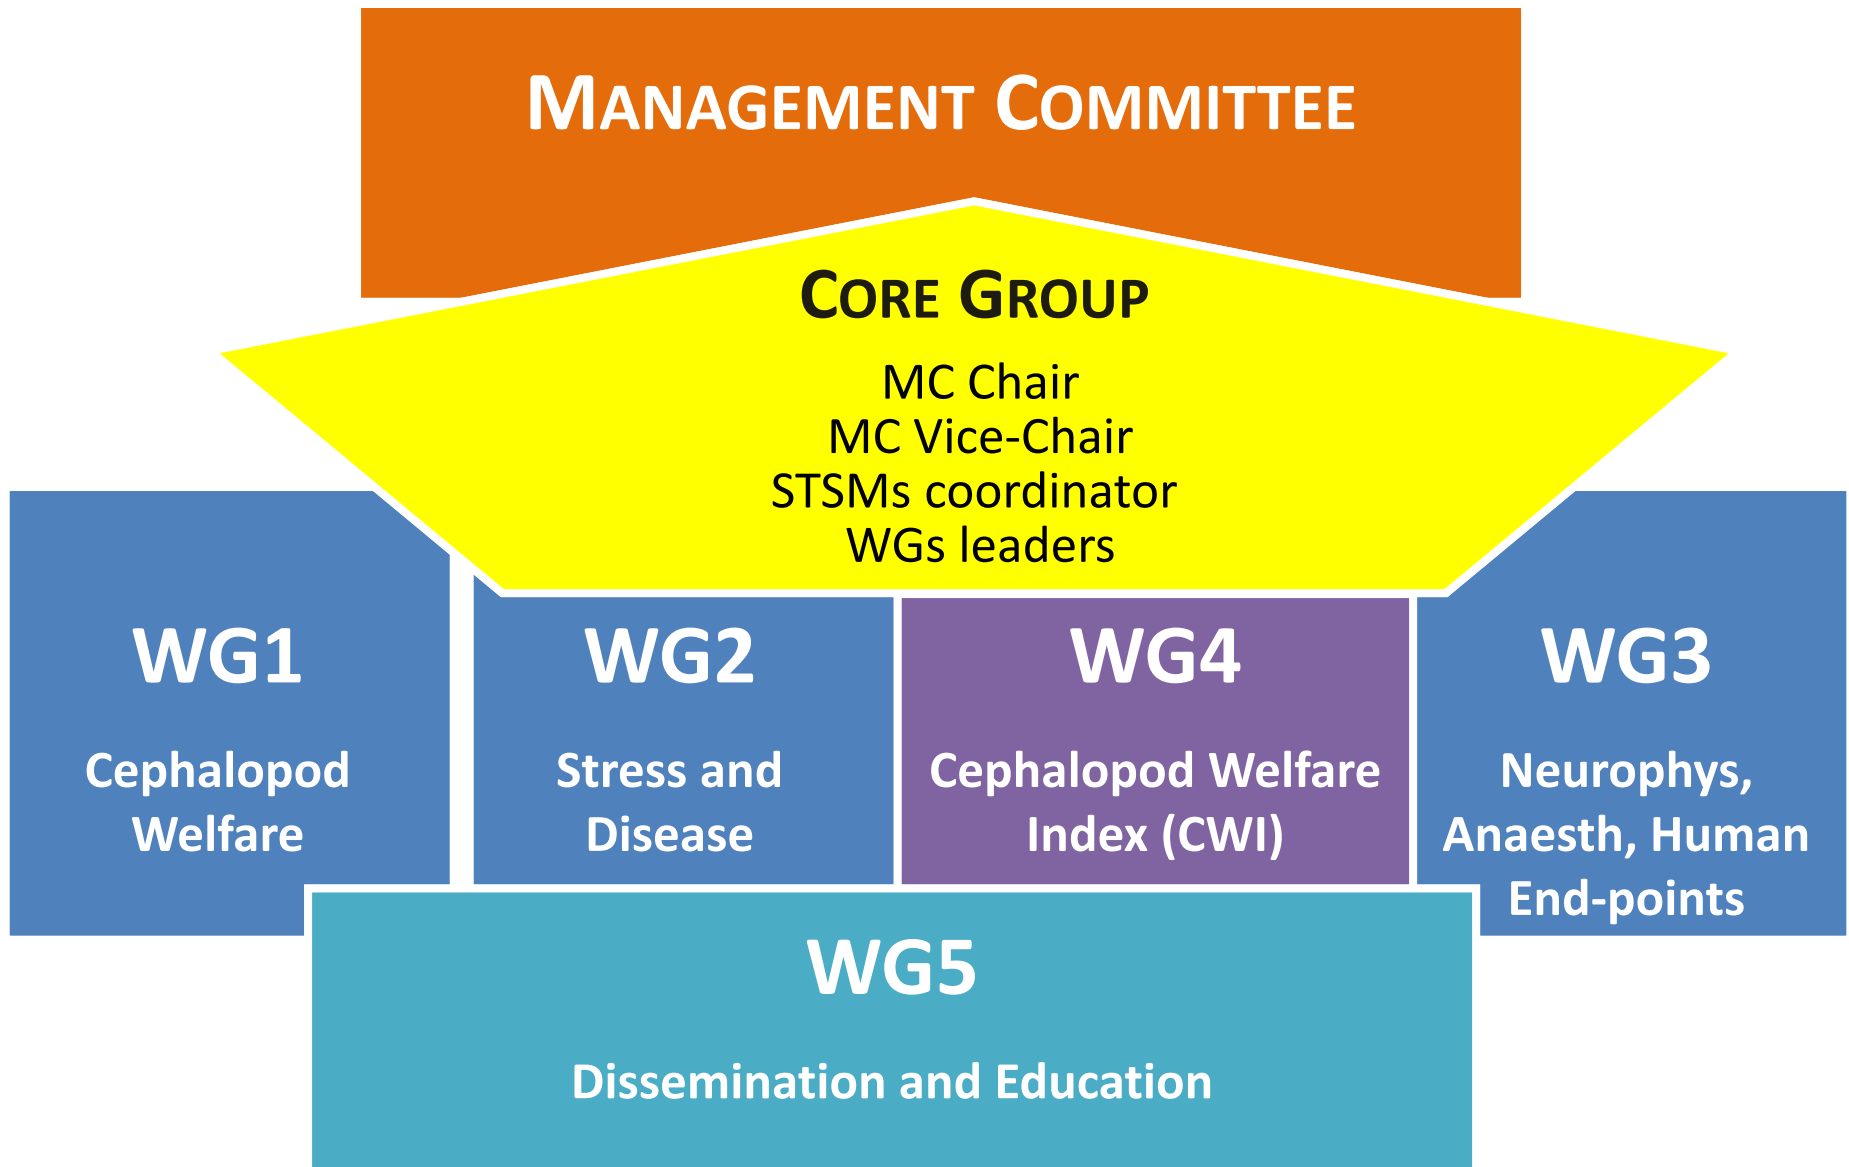 MANAGEMENT COMMITTEE
CORE GROUP
MC Chair
MC Vice-Chair
STSMs coordinator
WGs leaders
WG1
Cephalopod
Welfare
WG2
Stress and
Disease
WG4
Cephalopod Welfare
Index (CWI)
WG3
Neurophys,
Anaesth, Human
End-points
WG5
Dissemination and Education